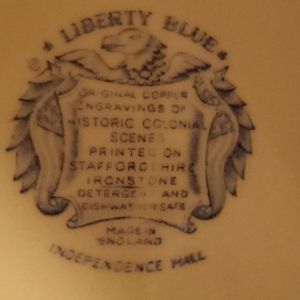 ★ LIBERTY BLUE ★
®
ORIGINAL COPPER
ENGRAVINGS OF
HISTORIC COLONIAL
SCENES
PRINTED ON
STAFFORDSHIRE
IRONSTONE
DETERGENT AND
DISHWASHER SAFE
MADE IN
ENGLAND
INDEPENDENCE HALL